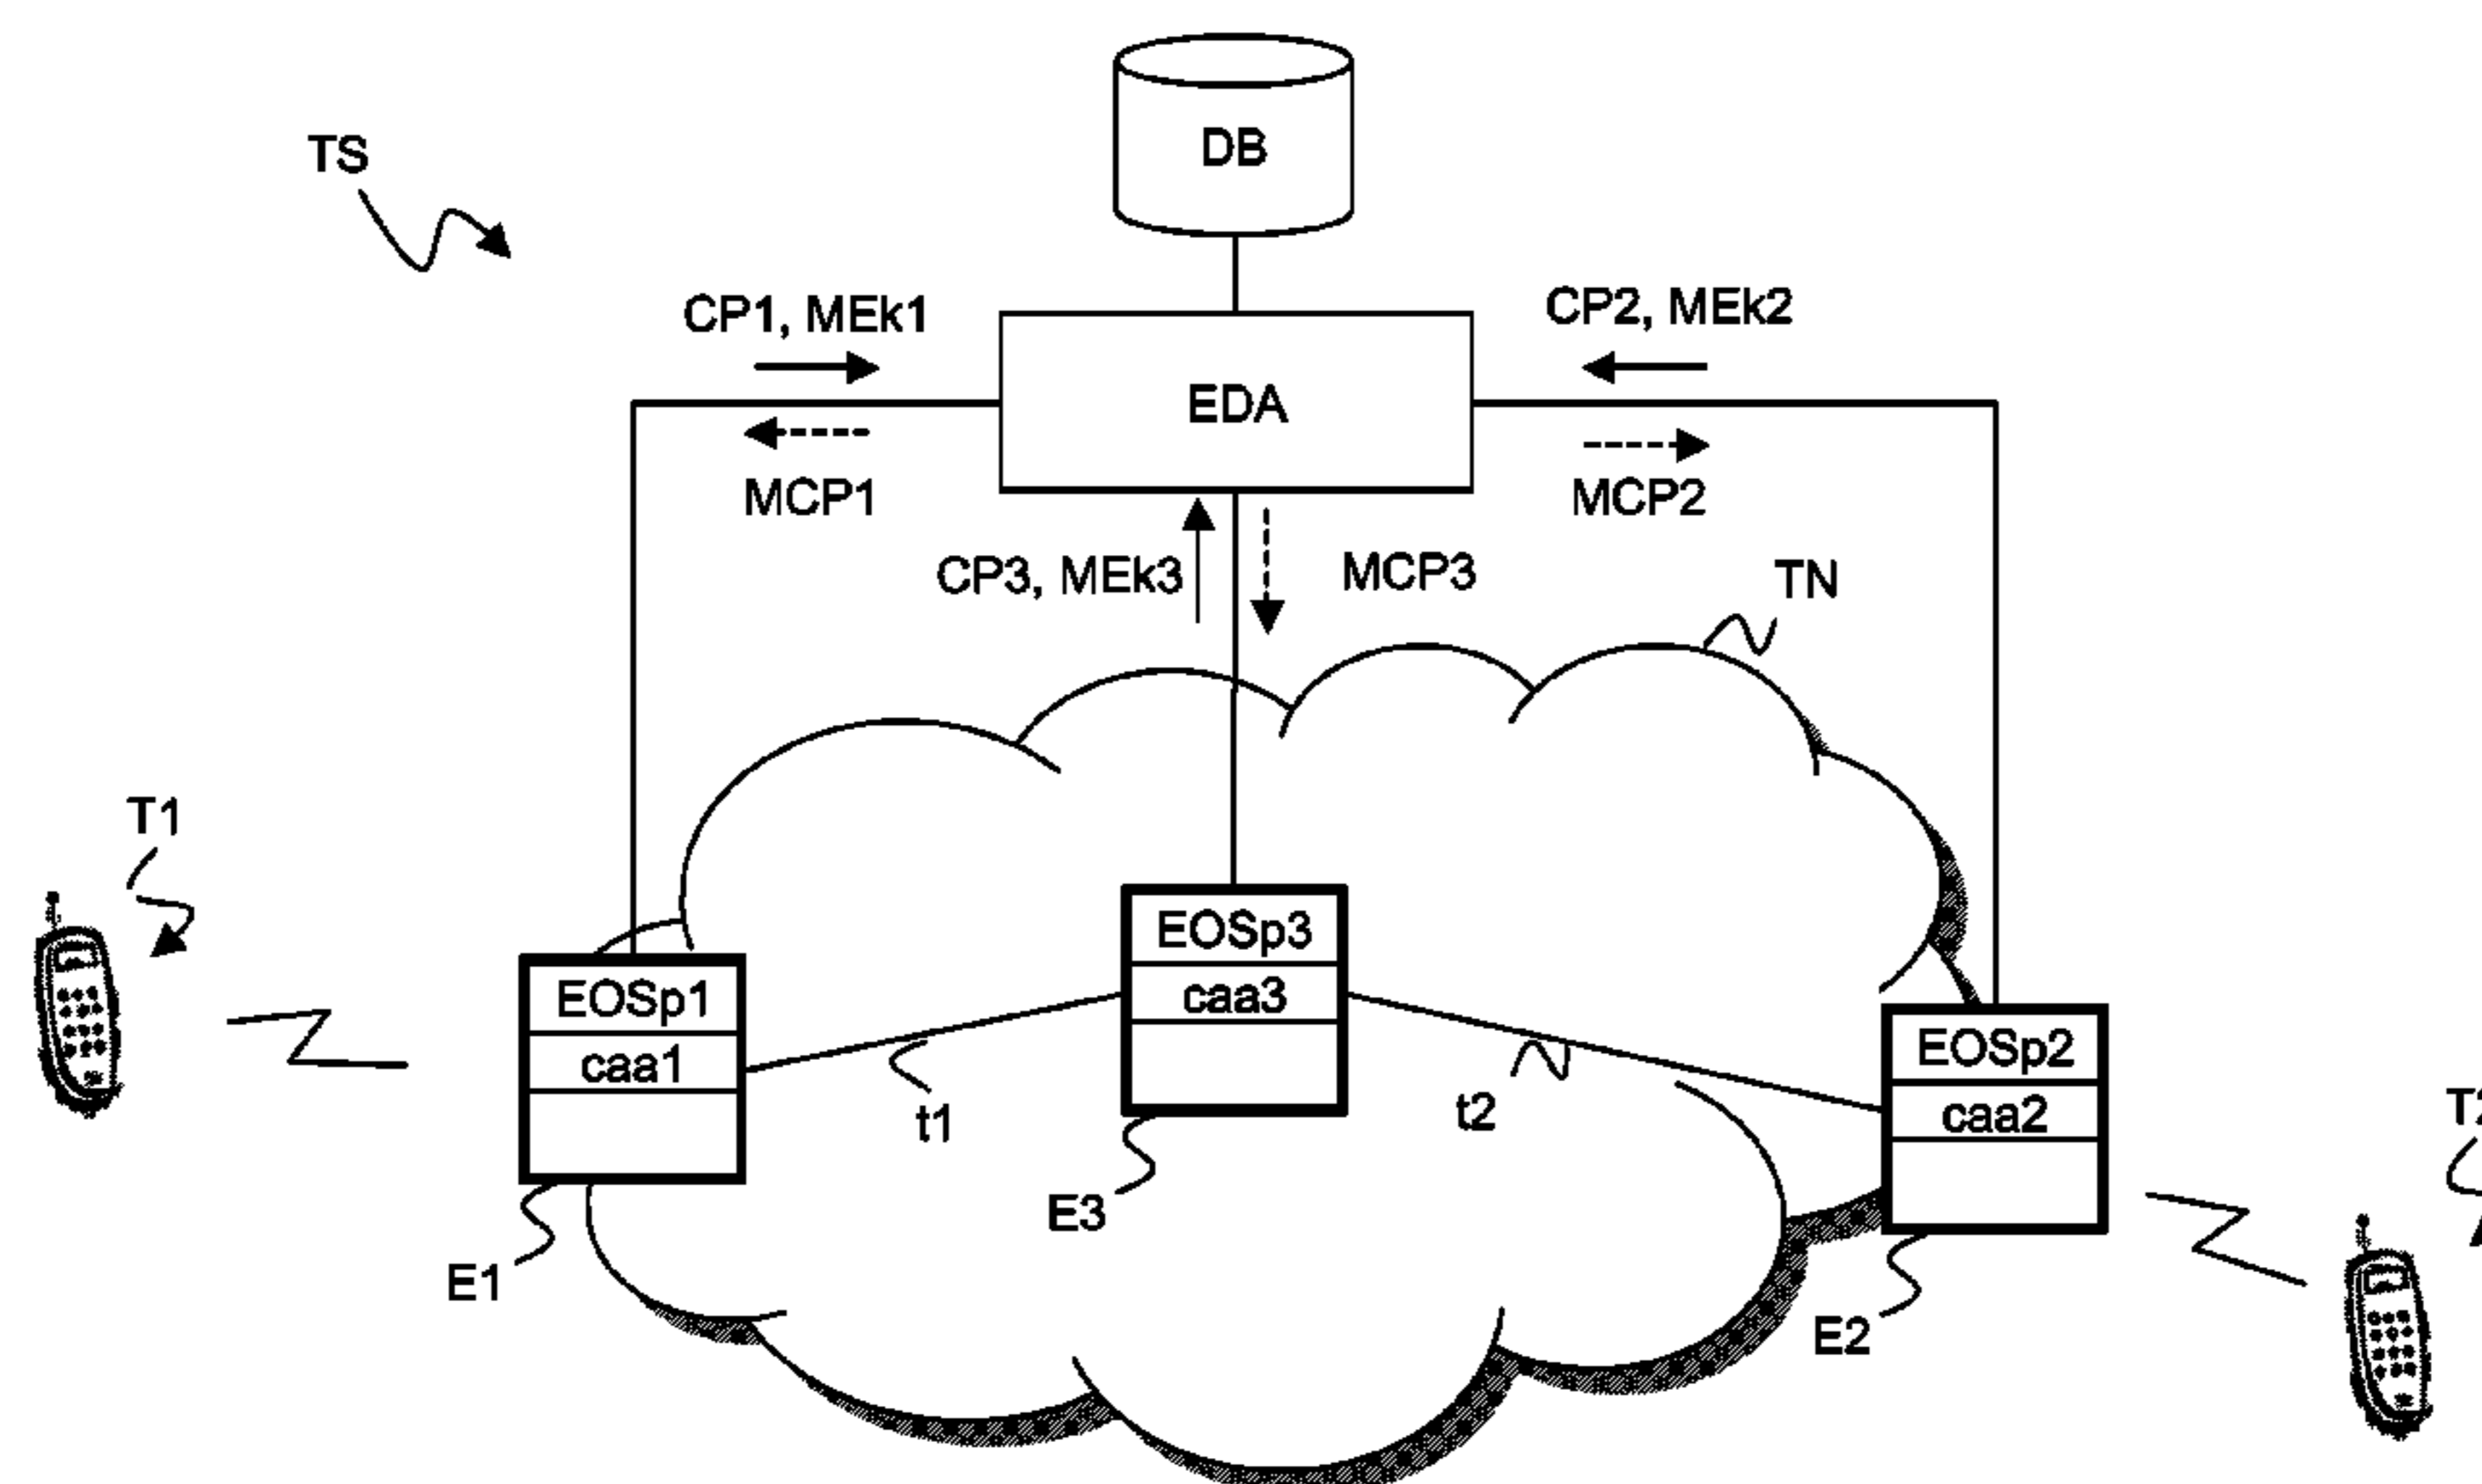 DB
TS
CP1, MEk1
CP2, MEk2
EDA
MCP1
MCP2
CP3, MEk3
MCP3
TN
T1
EOSp3
caa3
EOSp1
caa1
EOSp2
caa2
t1
t2
T2
E3
E1
E2